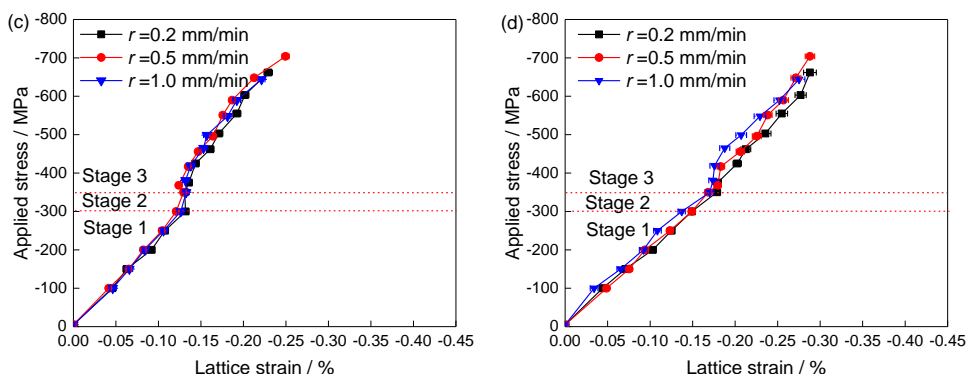 (c)
Applied stress / MPa
-800
-700
-600
-500
-400
-300
-200
-100
0
r=0.2 mm/min
r=0.5 mm/min
r=1.0 mm/min
Stage 3
Stage 2
Stage 1
0.00 -0.05 -0.10 -0.15 -0.20 -0.25 -0.30 -0.35 -0.40 -0.45
Lattice strain / %
(d)
Applied stress / MPa
-800
-700
-600
-500
-400
-300
-200
-100
0
r=0.2 mm/min
r=0.5 mm/min
r=1.0 mm/min
Stage 3
Stage 2
Stage 1
0.00 -0.05 -0.10 -0.15 -0.20 -0.25 -0.30 -0.35 -0.40 -0.45
Lattice strain / %